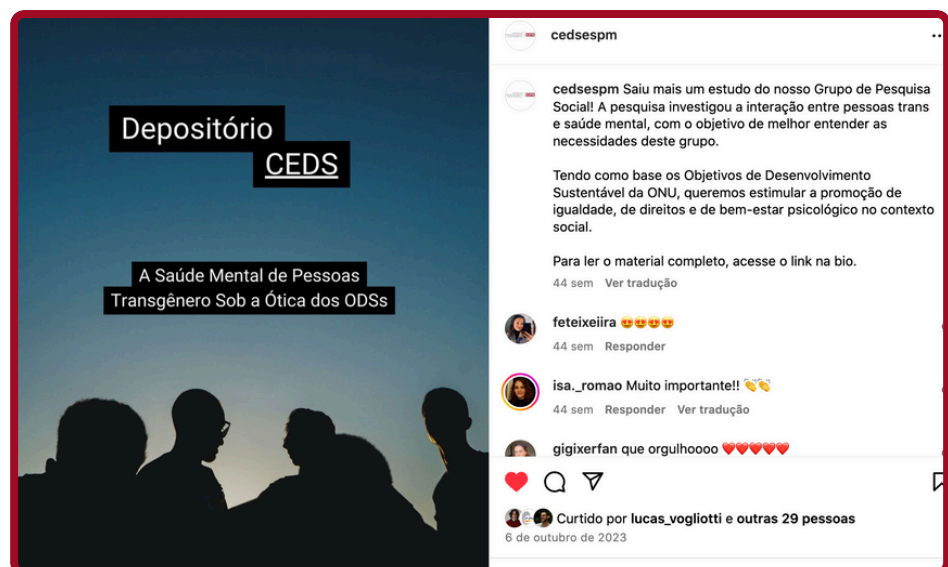 Depositório
CEDS
A Saúde Mental de Pessoas
Transgênero Sob a Ótica dos ODSs
cedsespm
cedsespm Saiu mais um estudo do nosso Grupo de Pesquisa
Social! A pesquisa investigou a interação entre pessoas trans
e saúde mental, com o objetivo de melhor entender as
necessidades deste grupo.
Tendo como base os Objetivos de Desenvolvimento
Sustentável da ONU, queremos estimular a promoção de
igualdade, de direitos e de bem-estar psicológico no contexto
social.
Para ler o material completo, acesse o link na bio.
44 sem Ver tradução
feteixeiira 😍😍😍😍
44 sem Responder
isa._romao Muito importante!! 👏👏
44 sem Responder Ver tradução
gigixerfan que orgulhoooo ❤️❤️❤️❤️❤️
Curtido por lucas_vogliotti e outras 29 pessoas
6 de outubro de 2023